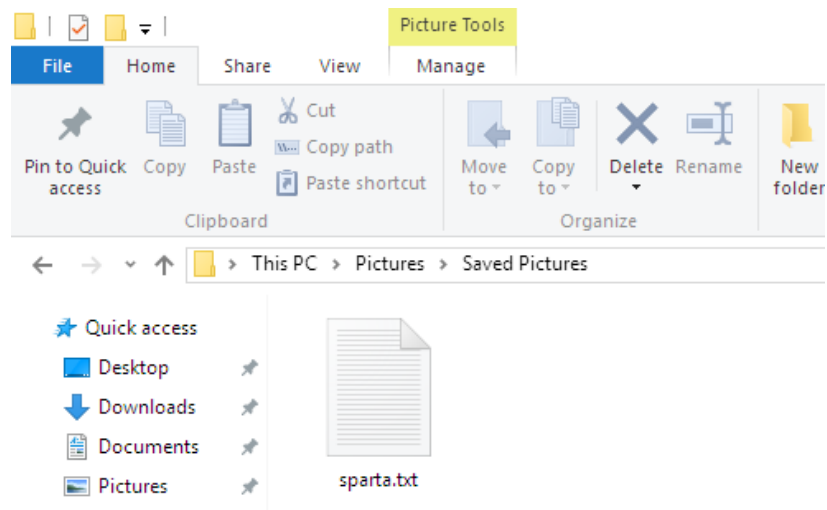 Picture Tools
File Home Share View Manage
Cut
Copy path
Paste shortcut
Pin to Quick access
Copy
Paste
Move to
Copy to
Delete
Rename
New folder
Clipboard
Organize
This PC > Pictures > Saved Pictures
Quick access
Desktop
Downloads
Documents
Pictures
sparta.txt